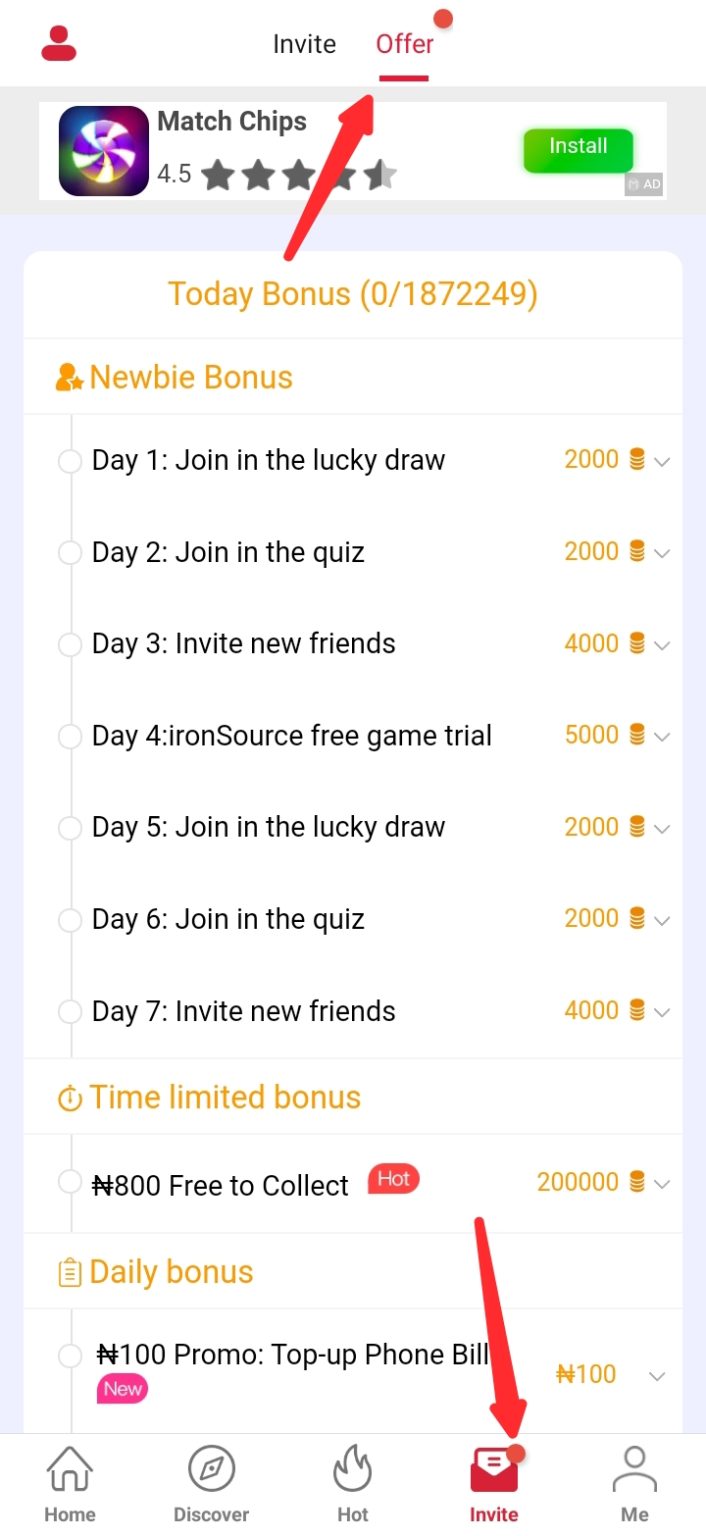 Invite
Offer
Match Chips
4.5
Install
AD
Today Bonus (0/1872249)
Newbie Bonus
Day 1: Join in the lucky draw 2000
Day 2: Join in the quiz 2000
Day 3: Invite new friends 4000
Day 4:ironSource free game trial 5000
Day 5: Join in the lucky draw 2000
Day 6: Join in the quiz 2000
Day 7: Invite new friends 4000
Time limited bonus
₦800 Free to Collect Hot 200000
Daily bonus
₦100 Promo: Top-up Phone Bill
New
₦100
Home Discover Hot Invite Me